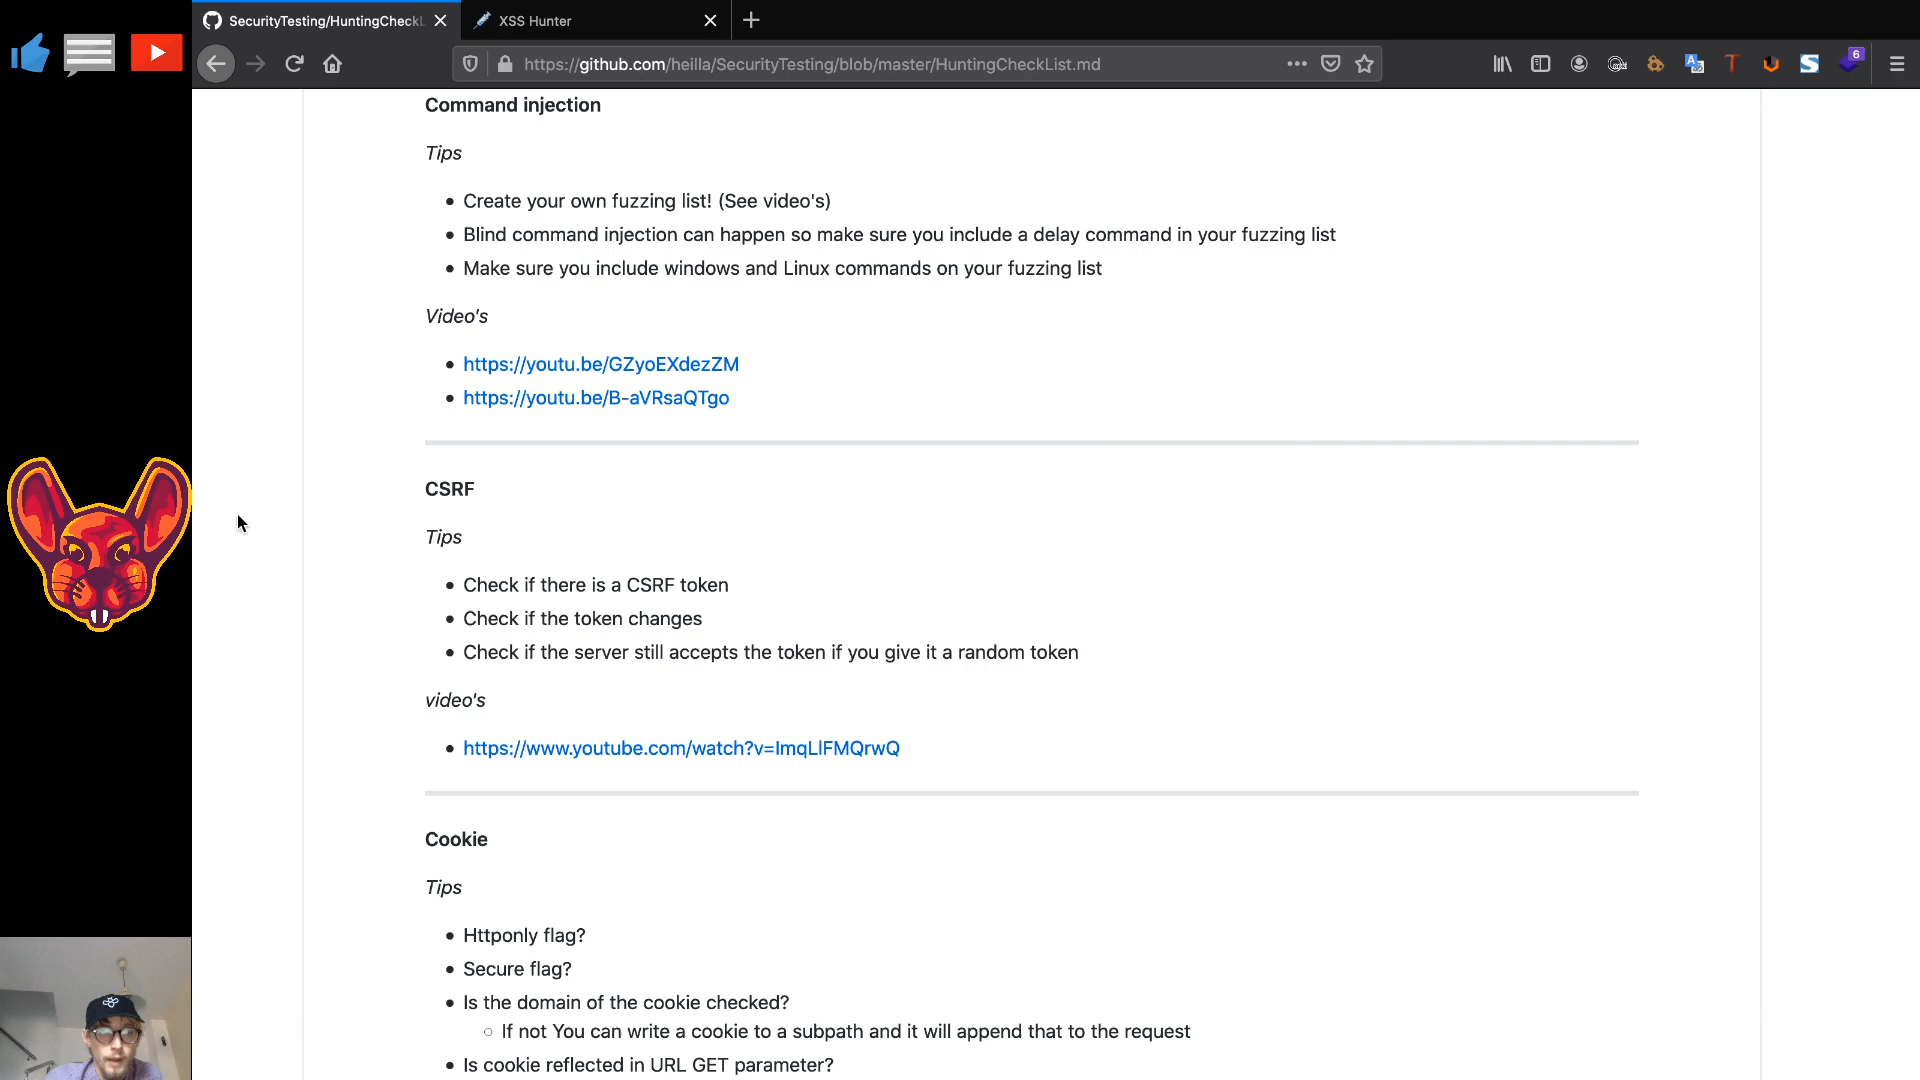 SecurityTesting/HuntingCheckL
XSS Hunter
https://github.com/heilla/SecurityTesting/blob/master/HuntingCheckList.md
6
Command injection
Tips
Create your own fuzzing list! (See video's)
Blind command injection can happen so make sure you include a delay command in your fuzzing list
Make sure you include windows and Linux commands on your fuzzing list
Video's
https://youtu.be/GZyoEXdezZM
https://youtu.be/B-aVRsaQTgo
CSRF
Tips
Check if there is a CSRF token
Check if the token changes
Check if the server still accepts the token if you give it a random token
video's
https://www.youtube.com/watch?v=ImqLlFMQrwQ
Cookie
Tips
Httponly flag?
Secure flag?
Is the domain of the cookie checked?
If not You can write a cookie to a subpath and it will append that to the request
Is cookie reflected in URL GET parameter?